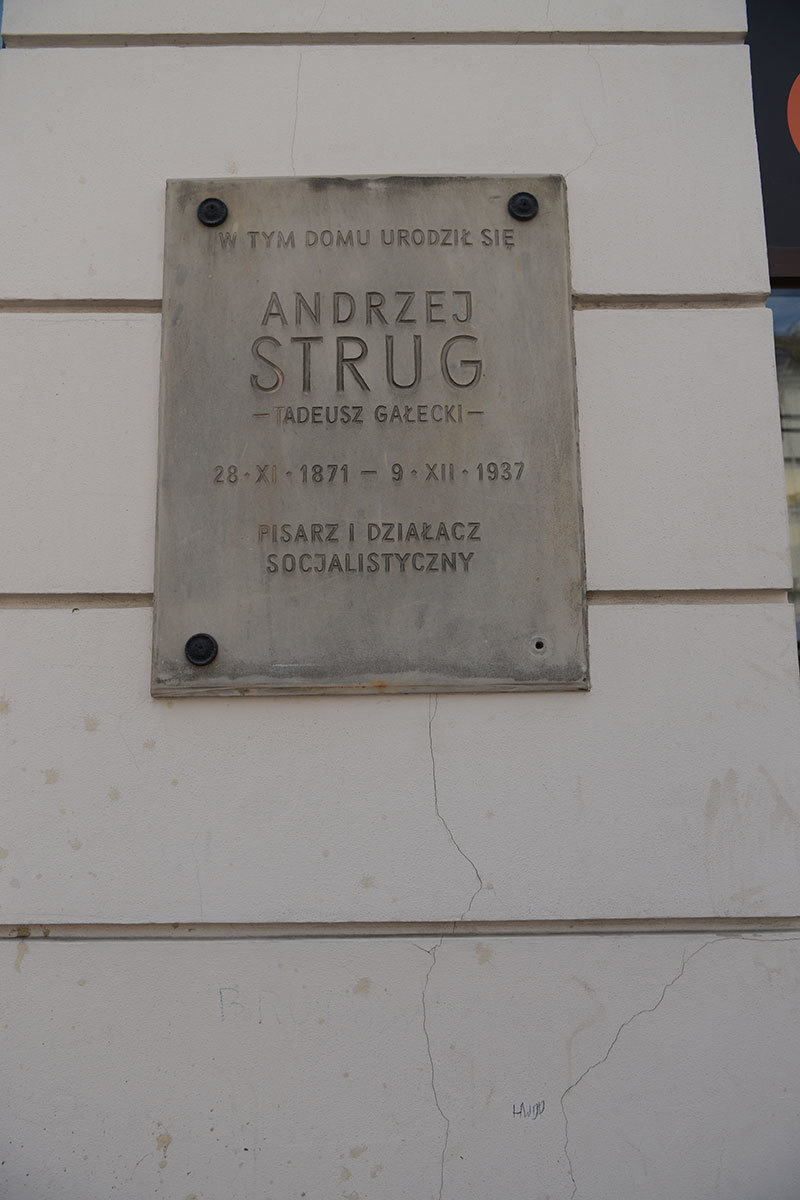 W TYM DOMU URODZIŁ SIĘ
ANDRZEJ
STRUG
—TADEUSZ GAŁECKI—
28·XI·1871 — 9·XII·1937
PISARZ I DZIAŁACZ
SOCJALISTYCZNY